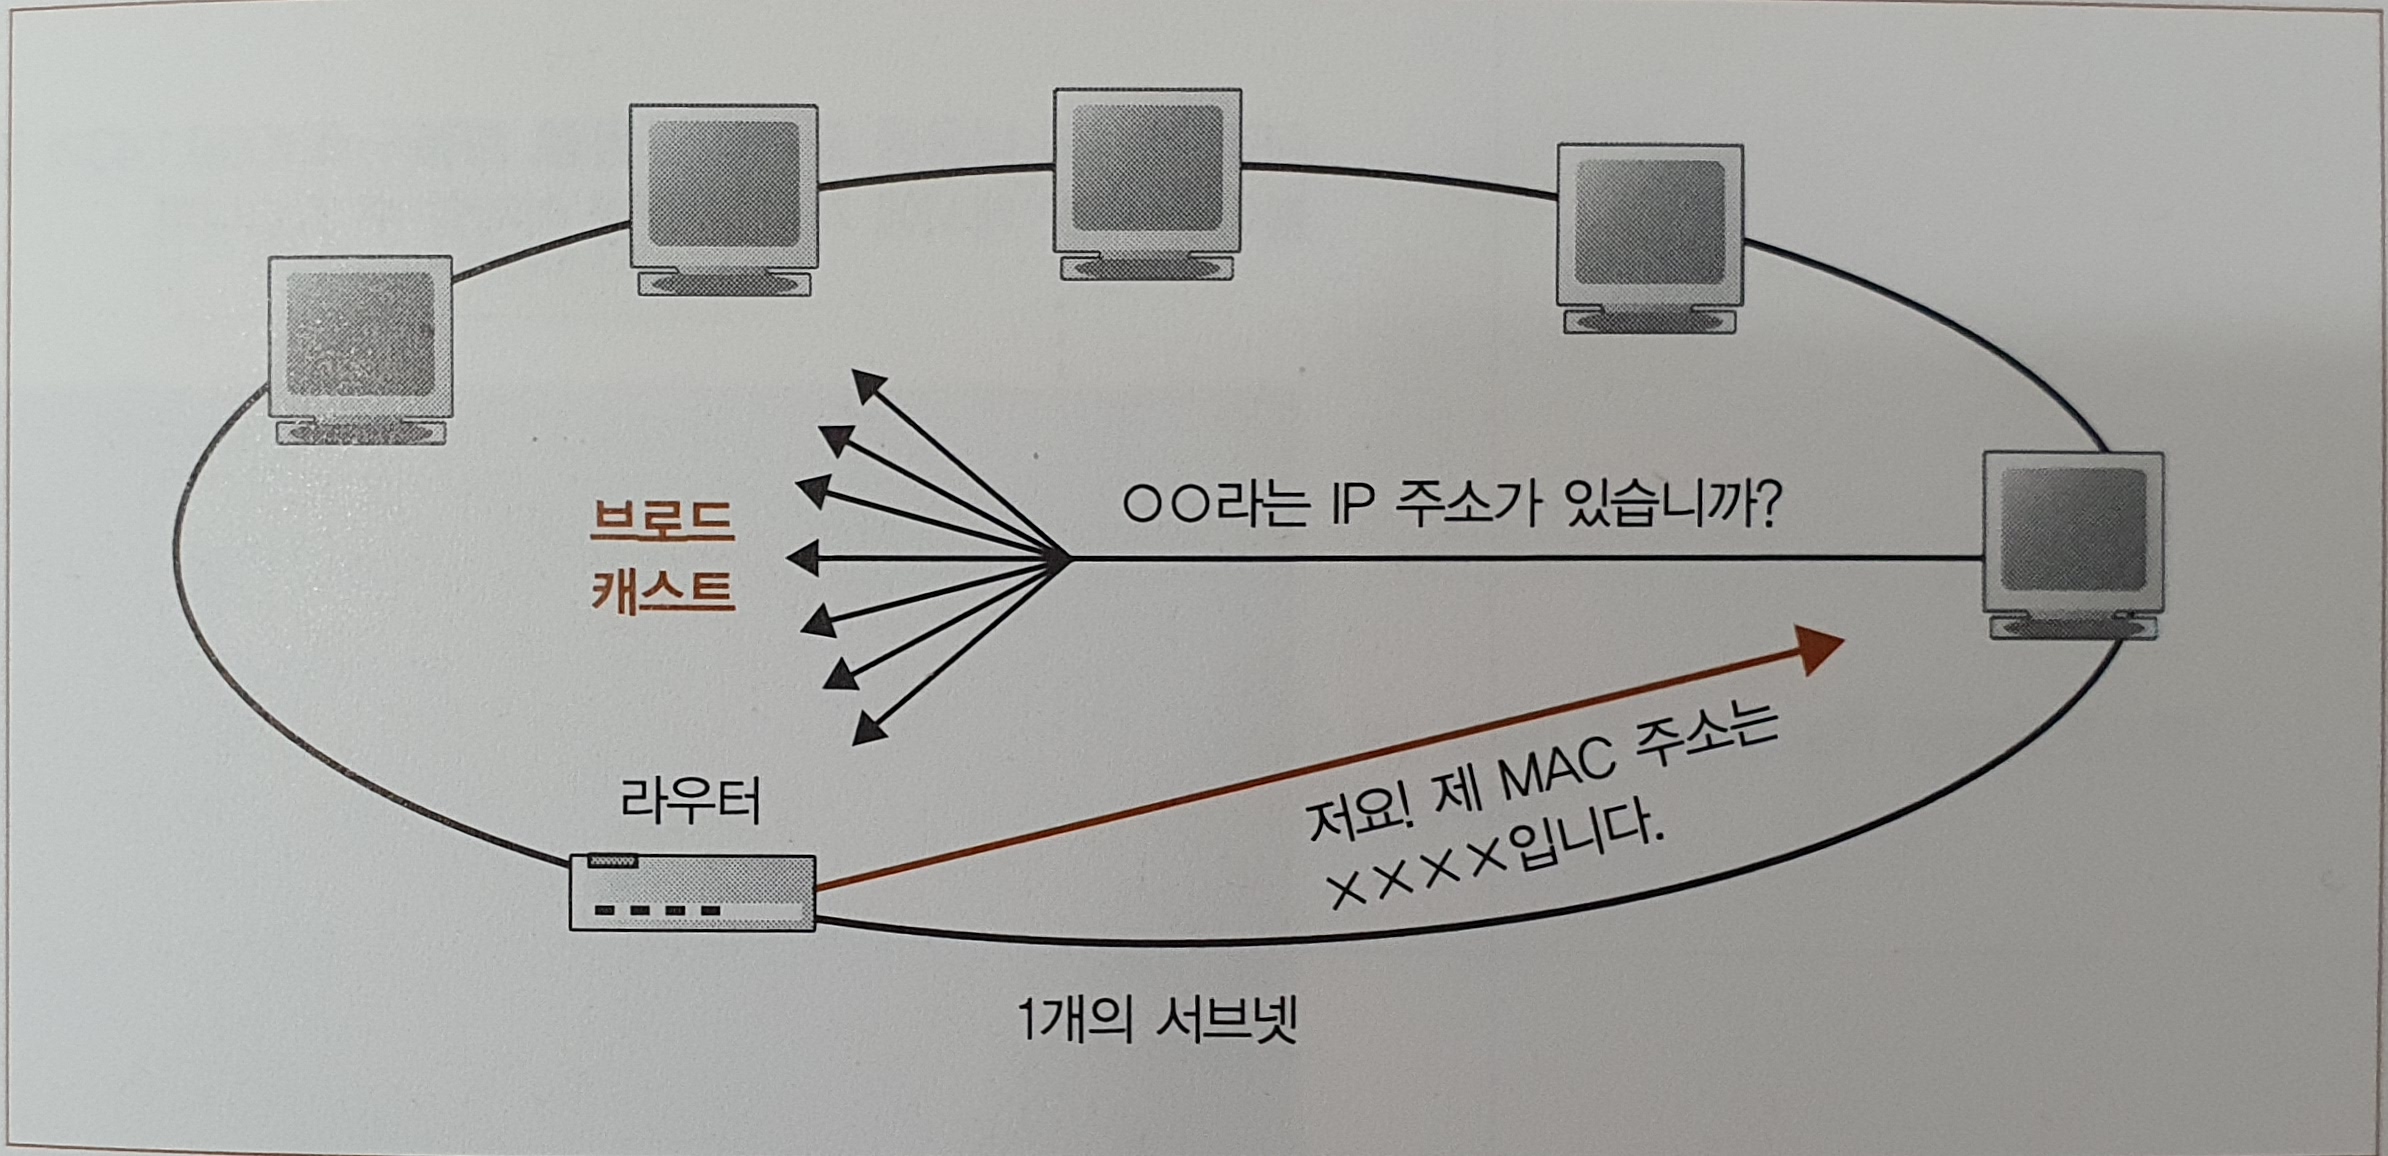 ○○라는 IP 주소가 있습니까?
브로드
캐스트
저요! 제 MAC 주소는
××××입니다.
라우터
1개의 서브넷